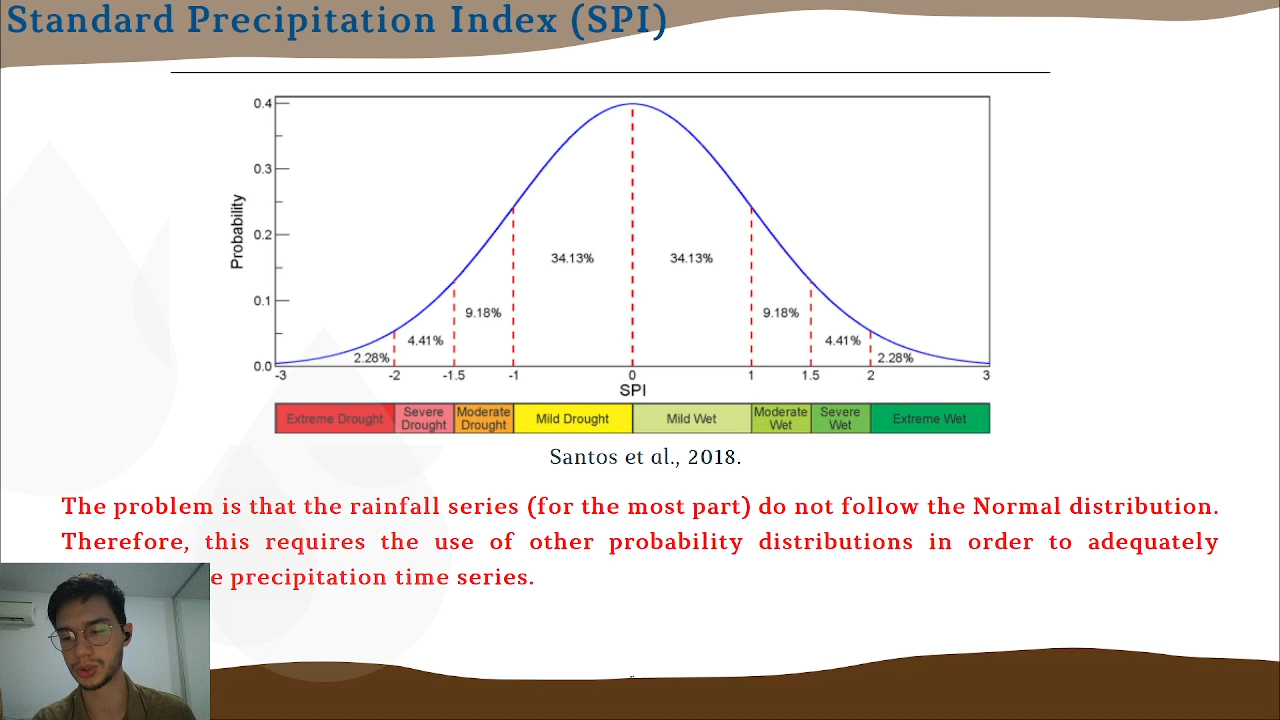 Standard Precipitation Index (SPI)
0.4
0.3
Probability
0.2
34.13%
34.13%
9.18%
9.18%
0.1
4.41%
4.41%
2.28%
2.28%
0.0
-3
-2
-1.5
-1
0
1
1.5
2
3
SPI
Extreme Drought
Severe
Drought
Moderate
Drought
Mild Drought
Mild Wet
Moderate
Wet
Severe
Wet
Extreme Wet
Santos et al., 2018.
The problem is that the rainfall series (for the most part) do not follow the Normal distribution.
Therefore, this requires the use of other probability distributions in order to adequately
e precipitation time series.